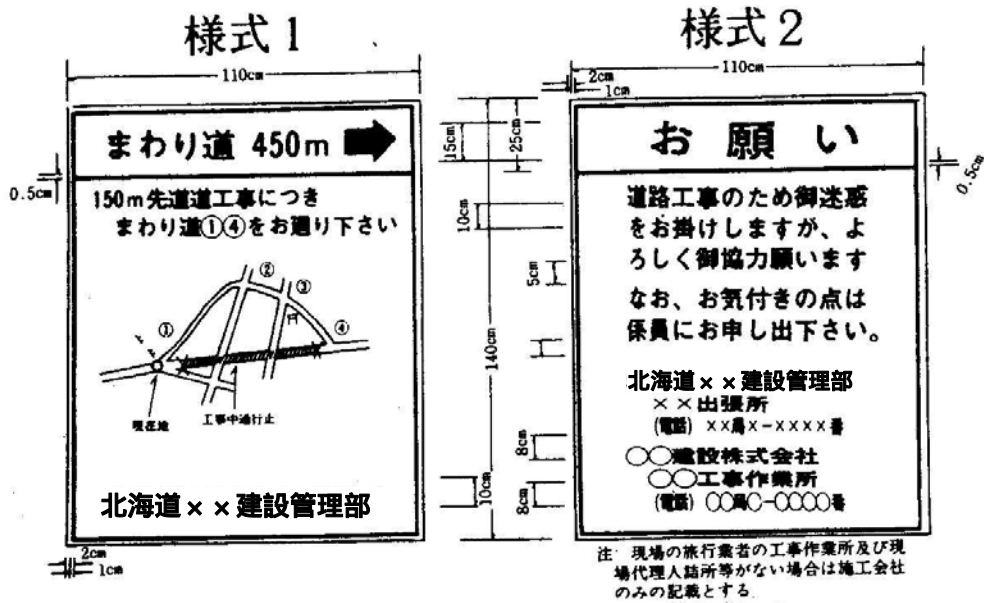 様式1
110cm
まわり道 450m
0.5cm
150m先道道工事につき
まわり道①④をお廻り下さい
①
②
③
④
現在地
工事中通行止
北海道××建設管理部
2cm
1cm
15cm
25cm
10cm
5cm
140cm
8cm
10cm
8cm
様式2
2cm
110cm
1cm
お願い
0.5cm
道路工事のため御迷惑
をお掛けしますが、よ
ろしく御協力願います
なお、お気付きの点は
係員にお申し出下さい。
北海道××建設管理部
××出張所
(電話) ××局×-××××番
○○建設株式会社
○○工事作業所
(電話) ○○局○-○○○○番
注 現場の旅行業者の工事作業所及び現
場代理人詰所等がない場合は施工会社
のみの記載とする